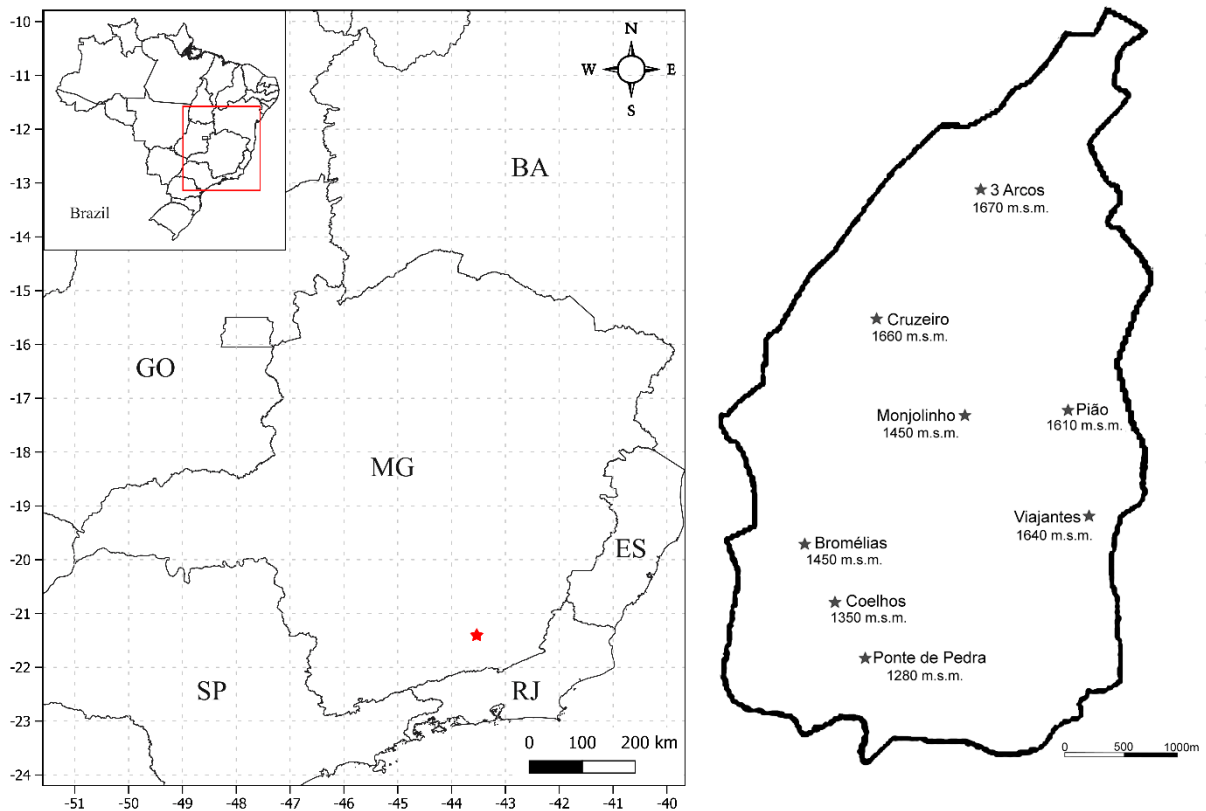 -10
-11
-12
-13
-14
-15
-16
-17
-18
-19
-20
-21
-22
-23
-24
-51
-50
-49
-48
-47
-46
-45
-44
-43
-42
-41
-40
Brazil
N
W E
S
BA
GO
MG
ES
SP
RJ
0 100 200 km
3 Arcos
1670 m.s.m.
Cruzeiro
1660 m.s.m.
Monjolinho
1450 m.s.m.
Pião
1610 m.s.m.
Viajantes
1640 m.s.m.
Bromélias
1450 m.s.m.
Coelhos
1350 m.s.m.
Ponte de Pedra
1280 m.s.m.
0 500 1000m